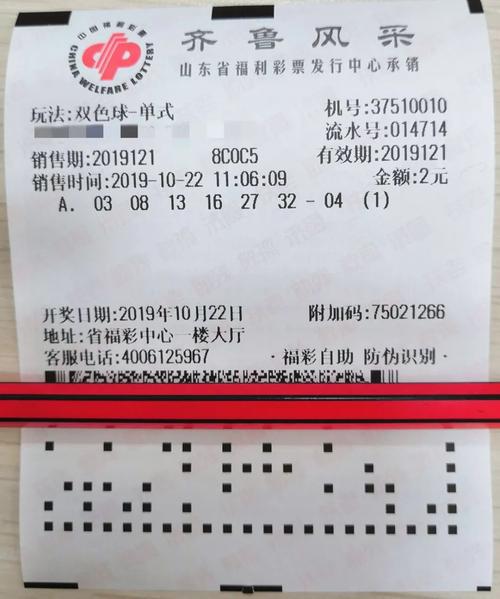 中国福利彩票
CHINA WELFARE LOTTERY
齐鲁风采
山东省福利彩票发行中心承销
玩法:双色球-单式 机号:37510010
流水号:014714
销售期:2019121 8C0C5 有效期:2019121
销售时间:2019-10-22 11:06:09 金额:2元
A. 03 08 13 16 27 32-04 (1)
开奖日期:2019年10月22日 附加码:75021266
地址:省福彩中心一楼大厅
客服电话:4006125967 ·福彩自助 防伪识别·